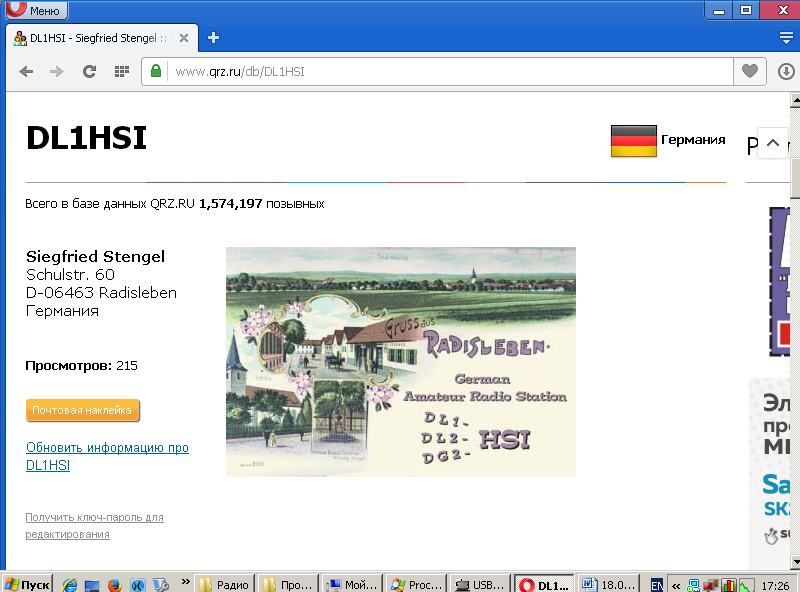 Меню
DL1HSI - Siegfried Stengel ::
www.qrz.ru/db/DL1HSI
DL1HSI
Германия
Всего в базе данных QRZ.RU 1,574,197 позывных
Siegfried Stengel
Schulstr. 60
D-06463 Radisleben
Германия
Просмотров: 215
Почтовая наклейка
Обновить информацию про
DL1HSI
Получить ключ-пароль для
редактирования
Gruss aus
RADISLEBEN.
German
Amateur Radio Station
DL1-
DL2- HSI
DG2-
Эл
про
Sa
SK2
Пуск
»
Радио
Про...
Мой...
Proc...
USB...
DL1...
18.0...
EN
«
17:26